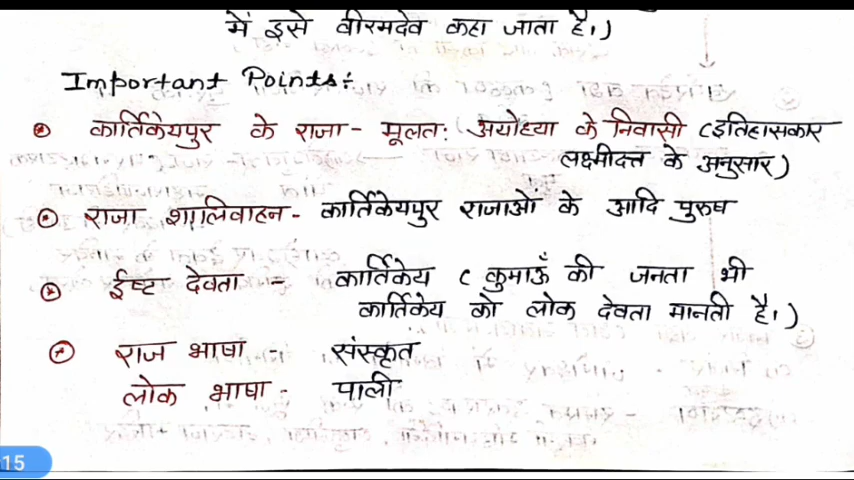 में इसे वीरमदेव कहा जाता है।)
Important Points:
कार्तिकेयपुर के राजा - मूलत: अयोध्या के निवासी (इतिहासकार
लक्ष्मीदत्त के अनुसार)
राजा शालिवाहन - कार्तिकेयपुर राजाओं के आदि पुरुष
ईष्ट देवता - कार्तिकेय ( कुमाऊँ की जनता भी
कार्तिकेय को लोक देवता मानती है।)
राज भाषा - संस्कृत
लोक भाषा - पाली
15